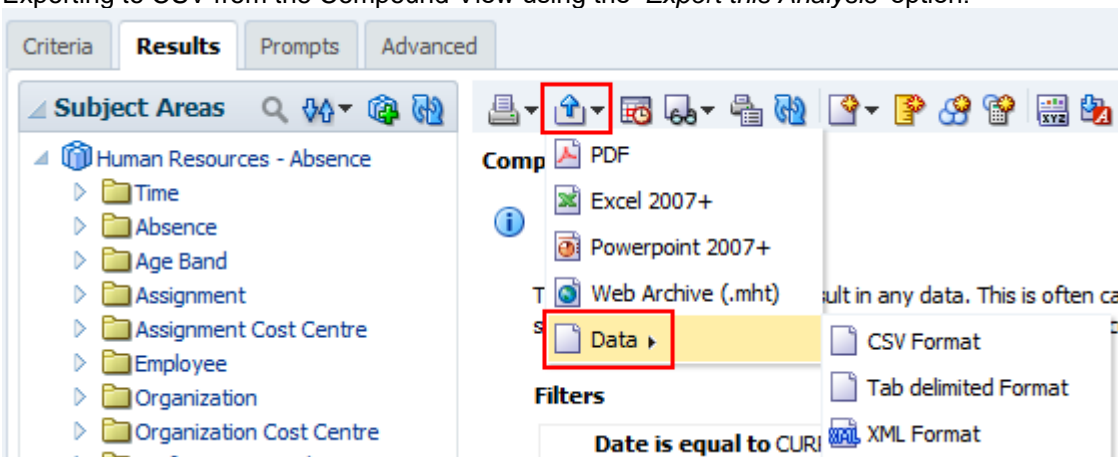 Exporting to CSV from the Compound View using the 'Export this Analysis' option.
Criteria Results Prompts Advanced
Subject Areas
Human Resources - Absence
Time
Absence
Age Band
Assignment
Assignment Cost Centre
Employee
Organization
Organization Cost Centre
XYZ
Comp
PDF
Excel 2007+
Powerpoint 2007+
Web Archive (.mht)
Data
T
sult in any data. This is often ca
s
CSV Format
Tab delimited Format
XML Format
Filters
Date is equal to CURI